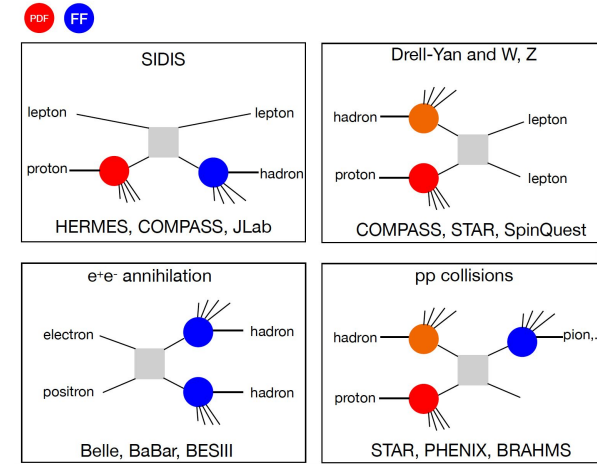 PDF FF
SIDIS
lepton lepton
proton hadron
HERMES, COMPASS, JLab
Drell-Yan and W, Z
hadron lepton
proton lepton
COMPASS, STAR, SpinQuest
e+e- annihilation
electron hadron
positron hadron
Belle, BaBar, BESIII
pp collisions
hadron pion,.
proton
STAR, PHENIX, BRAHMS